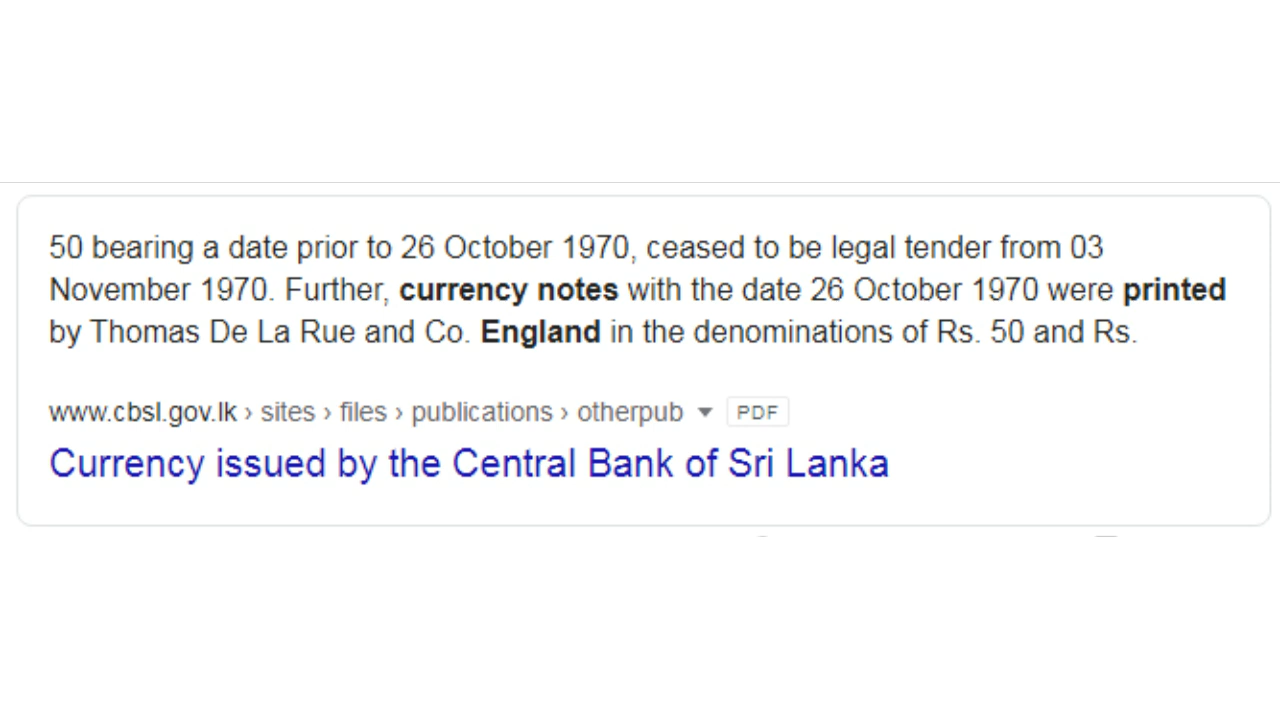 50 bearing a date prior to 26 October 1970, ceased to be legal tender from 03
November 1970. Further, currency notes with the date 26 October 1970 were printed
by Thomas De La Rue and Co. England in the denominations of Rs. 50 and Rs.
www.cbsl.gov.lk › sites › files › publications › otherpub PDF
Currency issued by the Central Bank of Sri Lanka